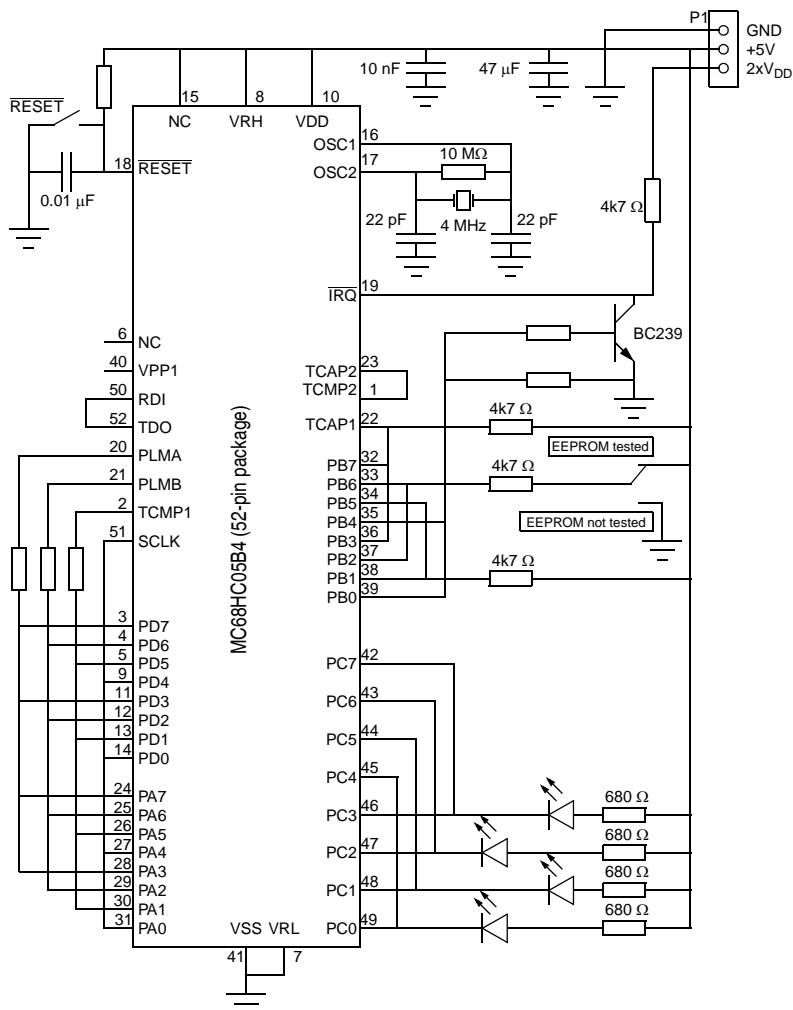 P1
GND
+5V
2xVDD
10 nF
47 μF
15
8
10
NC
VRH
VDD
RESET
18
RESET
0.01 μF
OSC1
16
OSC2
17
10 MΩ
22 pF
4 MHz
22 pF
4k7 Ω
IRQ
19
BC239
6
NC
40
VPP1
50
RDI
52
TDO
20
PLMA
21
PLMB
2
TCMP1
51
SCLK
MC68HC05B4 (52-pin package)
TCAP2
23
TCMP2
1
TCAP1
22
4k7 Ω
EEPROM tested
PB7
32
PB6
33
4k7 Ω
PB5
34
PB4
35
EEPROM not tested
PB3
36
PB2
37
PB1
38
4k7 Ω
PB0
39
3
PD7
4
PD6
5
PD5
9
PD4
11
PD3
12
PD2
13
PD1
14
PD0
PC7
42
PC6
43
PC5
44
PC4
45
PC3
46
680 Ω
PC2
47
680 Ω
PC1
48
680 Ω
PC0
49
680 Ω
24
PA7
25
PA6
26
PA5
27
PA4
28
PA3
29
PA2
30
PA1
31
PA0
VSS
VRL
41
7